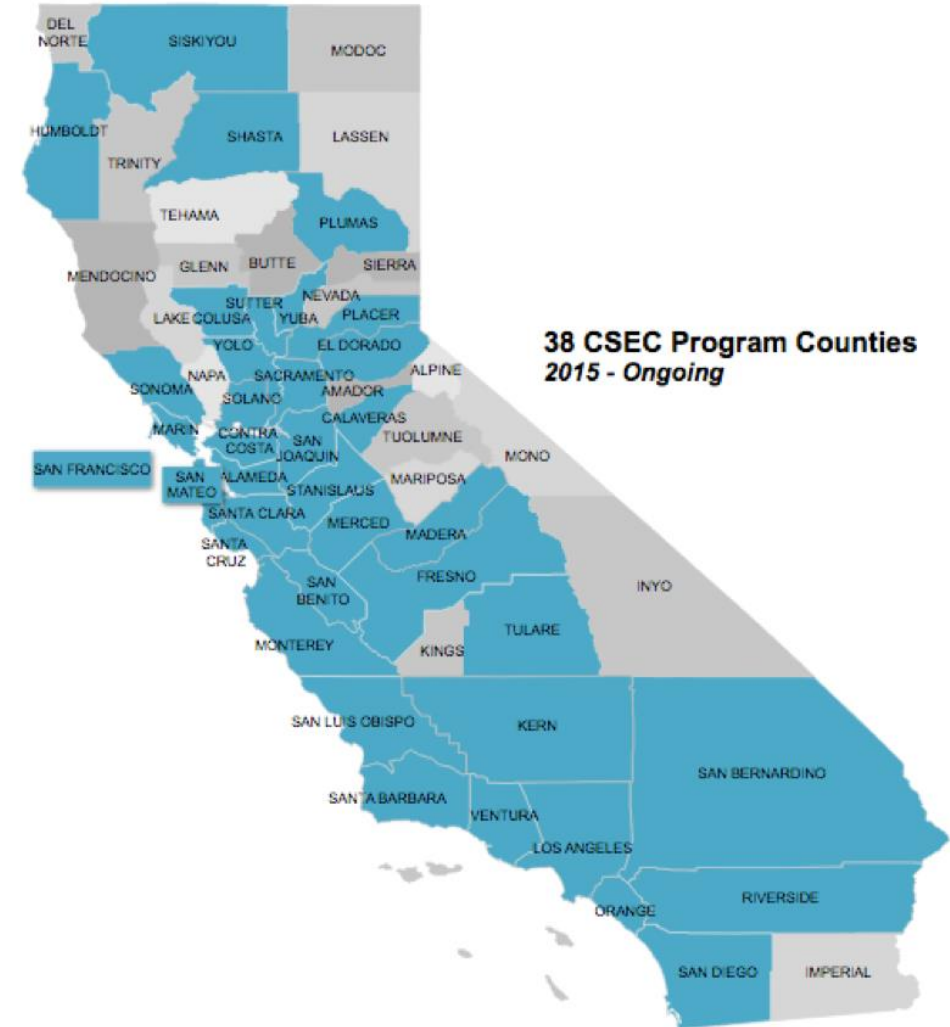 DEL
NORTE
SISKIYOU
MODOC
HUMBOLDT
TRINITY
SHASTA
LASSEN
TEHAMA
PLUMAS
MENDOCINO
GLENN
BUTTE
SIERRA
NEVADA
SUTTER
YUBA
PLACER
LAKE
COLUSA
YOLO
EL DORADO
38 CSEC Program Counties
2015 - Ongoing
ALPINE
NAPA
SACRAMENTO
SONOMA
SOLANO
AMADOR
CALAVERAS
MARIN
CONTRA
COSTA
SAN
JOAQUIN
TUOLUMNE
MONO
SAN FRANCISCO
SAN
MATEO
ALAMEDA
STANISLAUS
MARIPOSA
SANTA CLARA
MERCED
MADERA
SANTA
CRUZ
SAN
BENITO
FRESNO
INYO
MONTEREY
KINGS
TULARE
SAN LUIS OBISPO
KERN
SAN BERNARDINO
SANTA BARBARA
VENTURA
LOS ANGELES
ORANGE
RIVERSIDE
SAN DIEGO
IMPERIAL